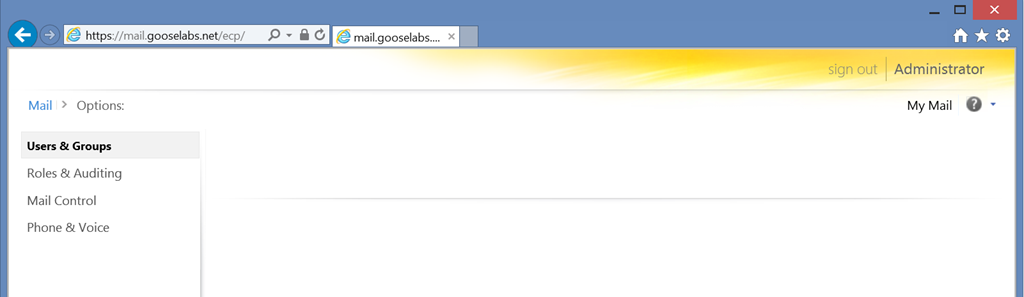 https://mail.gooselabs.net/ecp/
mail.gooselabs....
sign out Administrator
Mail > Options:
My Mail ?
Users & Groups
Roles & Auditing
Mail Control
Phone & Voice